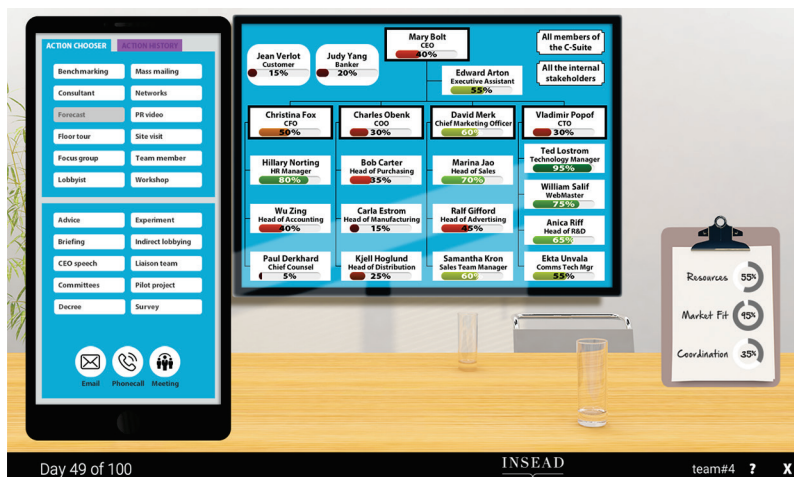 ACTION CHOOSER
ACTION HISTORY
Benchmarking
Mass mailing
Consultant
Networks
Forecast
PR video
Floor tour
Site visit
Focus group
Team member
Lobbyist
Workshop
Advice
Experiment
Briefing
Indirect lobbying
CEO speech
Liaison team
Committees
Pilot project
Decree
Survey
Email
Phonecall
Meeting
Mary Bolt
CEO
40%
Jean Verlot
Customer
15%
Judy Yang
Banker
20%
Edward Arton
Executive Assistant
55%
All members of
the C-Suite
All the internal
stakeholders
Christina Fox
CFO
50%
Charles Obenk
COO
30%
David Merk
Chief Marketing Officer
60%
Vladimir Popof
CTO
30%
Hillary Norting
HR Manager
80%
Bob Carter
Head of Purchasing
35%
Marina Jao
Head of Sales
70%
Ted Lostrom
Technology Manager
95%
William Salif
WebMaster
75%
Wu Zing
Head of Accounting
40%
Carla Estrom
Head of Manufacturing
15%
Ralf Gifford
Head of Advertising
45%
Anica Riff
Head of R&D
65%
Paul Derkhard
Chief Counsel
5%
Kjell Hoglund
Head of Distribution
25%
Samantha Kron
Sales Team Manager
60%
Ekta Unvala
Comms Tech Mgr
55%
Resources 55%
Market Fit 95%
Coordination 35%
Day 49 of 100
INSEAD
team#4 ? X